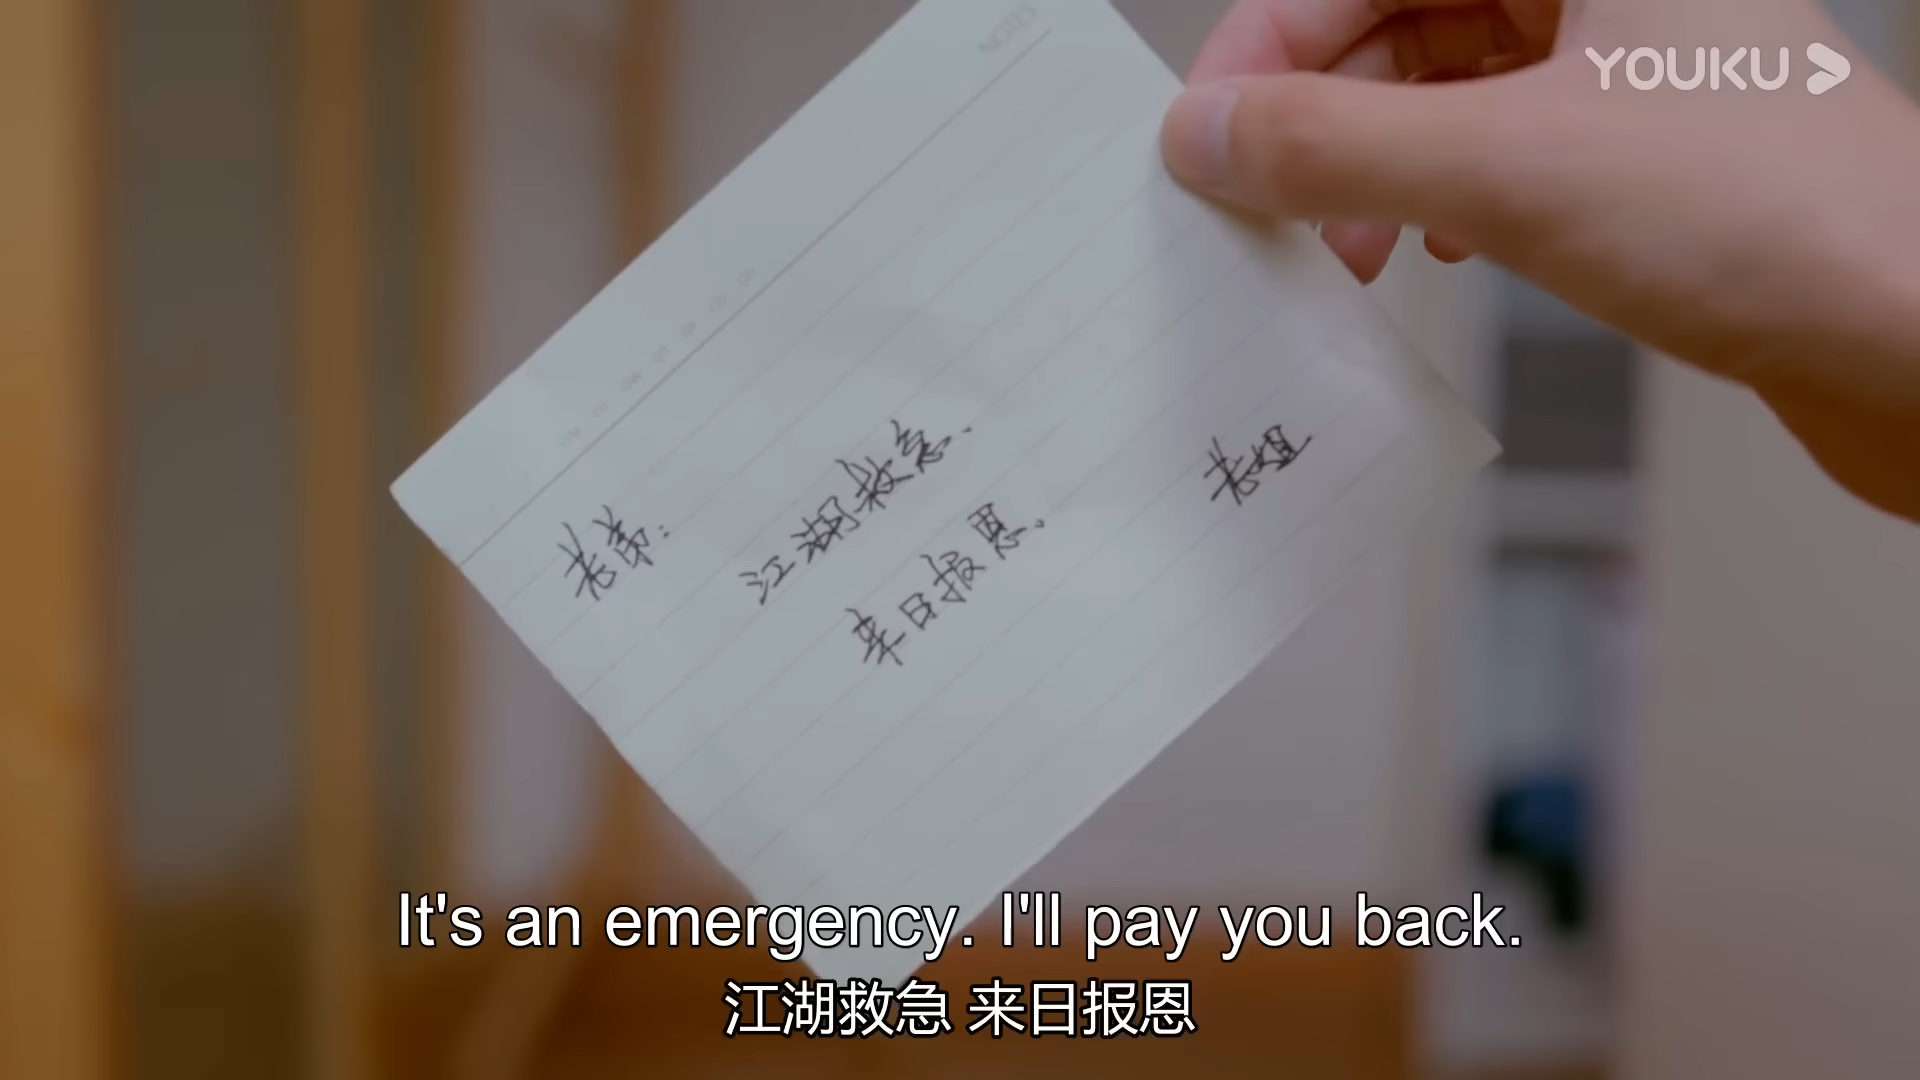 YOUKU
NOTES
老弟:
江湖救急、
来日报恩、
老姐
It's an emergency. I'll pay you back.
江湖救急 来日报恩